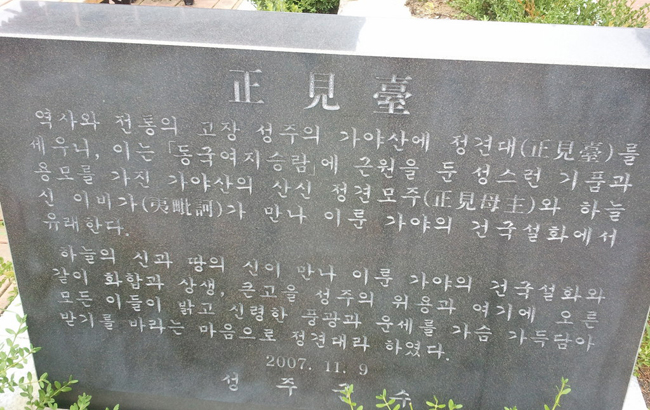 正見臺
역사와 전통의 고장 성주의 가야산에 정견대(正見臺)를
세우니, 이는 「동국여지승람」에 근원을 둔 성스런 기품과
용모를 가진 가야산의 산신 정견모주(正見母主)와 하늘
신 이비가(夷毗訶)가 만나 이룬 가야의 건국설화에서
유래한다.
하늘의 신과 땅의 신이 만나 이룬 가야의 건국설화와
같이 화합과 상생, 큰고을 성주의 위용과 여기에 오른
모든 이들이 밝고 신령한 풍광과 운세를 가슴 가득담아
받기를 바라는 마음으로 정견대라 하였다.
2007. 11. 9
성 주 군 수